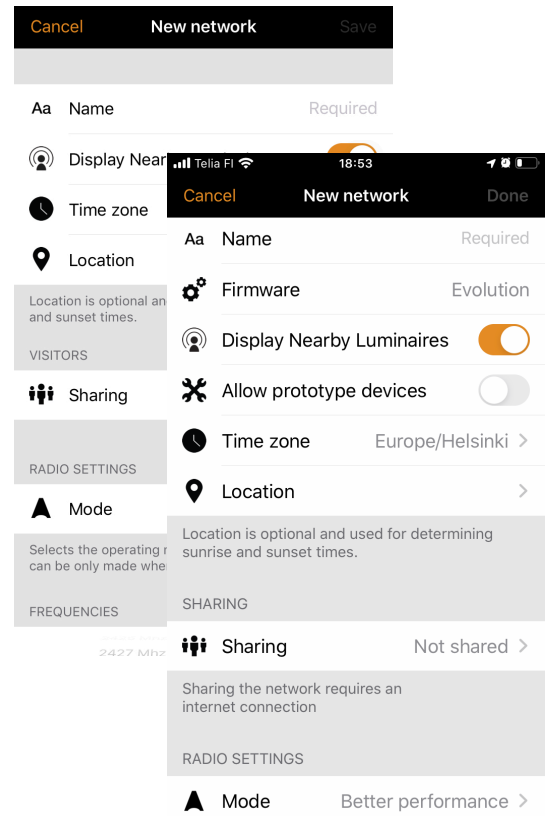 Cancel New network Save
Aa Name Required
Display Near
Time zone
Location
Location is optional an
and sunset times.
VISITORS
Sharing
RADIO SETTINGS
Mode
Selects the operating
can be only made whe
FREQUENCIES
2427 Mhz
Telia FI 18:53
Cancel New network Done
Aa Name Required
Firmware Evolution
Display Nearby Luminaires
Allow prototype devices
Time zone Europe/Helsinki
Location
Location is optional and used for determining
sunrise and sunset times.
SHARING
Sharing Not shared
Sharing the network requires an
internet connection
RADIO SETTINGS
Mode Better performance